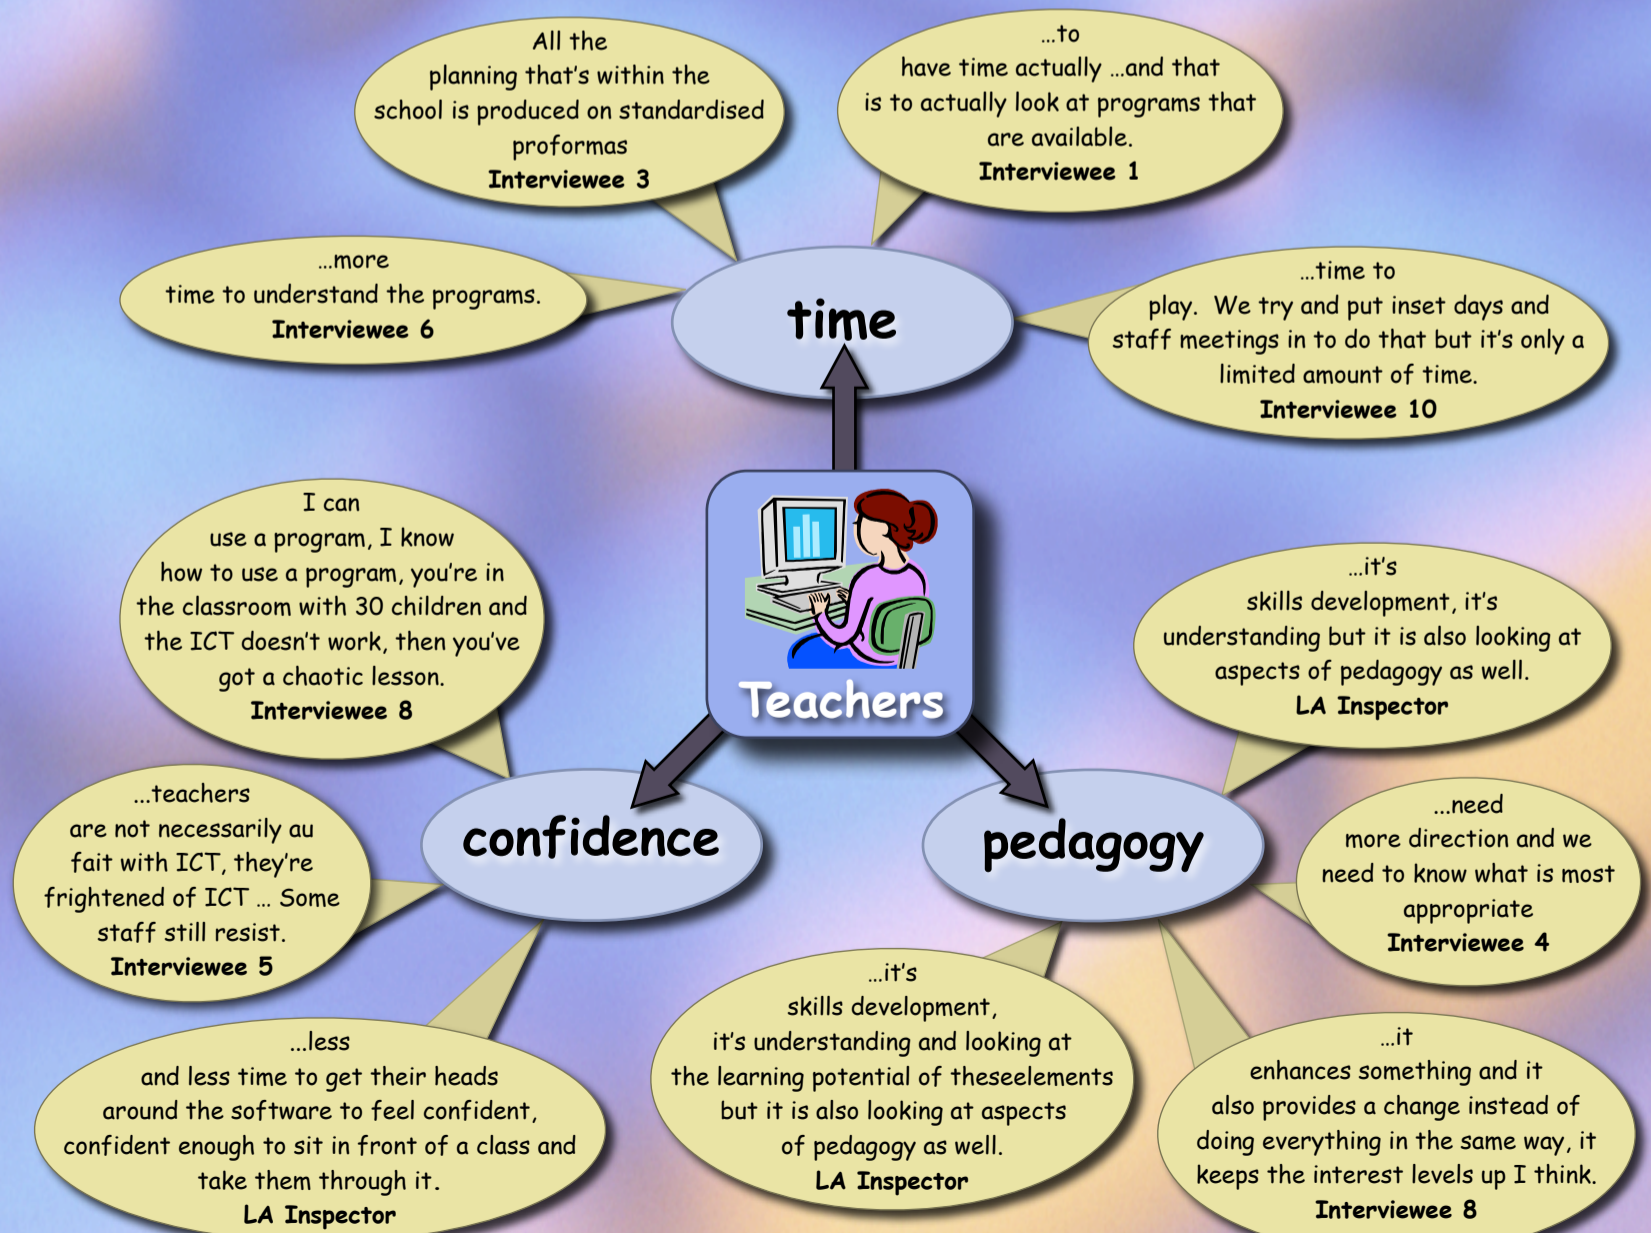 All the
planning that's within the
school is produced on standardised
proformas
Interviewee 3
...to
have time actually ...and that
is to actually look at programs that
are available.
Interviewee 1
...more
time to understand the programs.
Interviewee 6
time
...time to
play. We try and put inset days and
staff meetings in to do that but it's only a
limited amount of time.
Interviewee 10
I can
use a program, I know
how to use a program, you're in
the classroom with 30 children and
the ICT doesn't work, then you've
got a chaotic lesson.
Interviewee 8
Teachers
...it's
skills development, it's
understanding but it is also looking at
aspects of pedagogy as well.
LA Inspector
...teachers
are not necessarily au
fait with ICT, they're
frightened of ICT ... Some
staff still resist.
Interviewee 5
confidence
pedagogy
...need
more direction and we
need to know what is most
appropriate
Interviewee 4
...less
and less time to get their heads
around the software to feel confident,
confident enough to sit in front of a class and
take them through it.
LA Inspector
...it's
skills development,
it's understanding and looking at
the learning potential of theseelements
but it is also looking at aspects
of pedagogy as well.
LA Inspector
...it
enhances something and it
also provides a change instead of
doing everything in the same way, it
keeps the interest levels up I think.
Interviewee 8